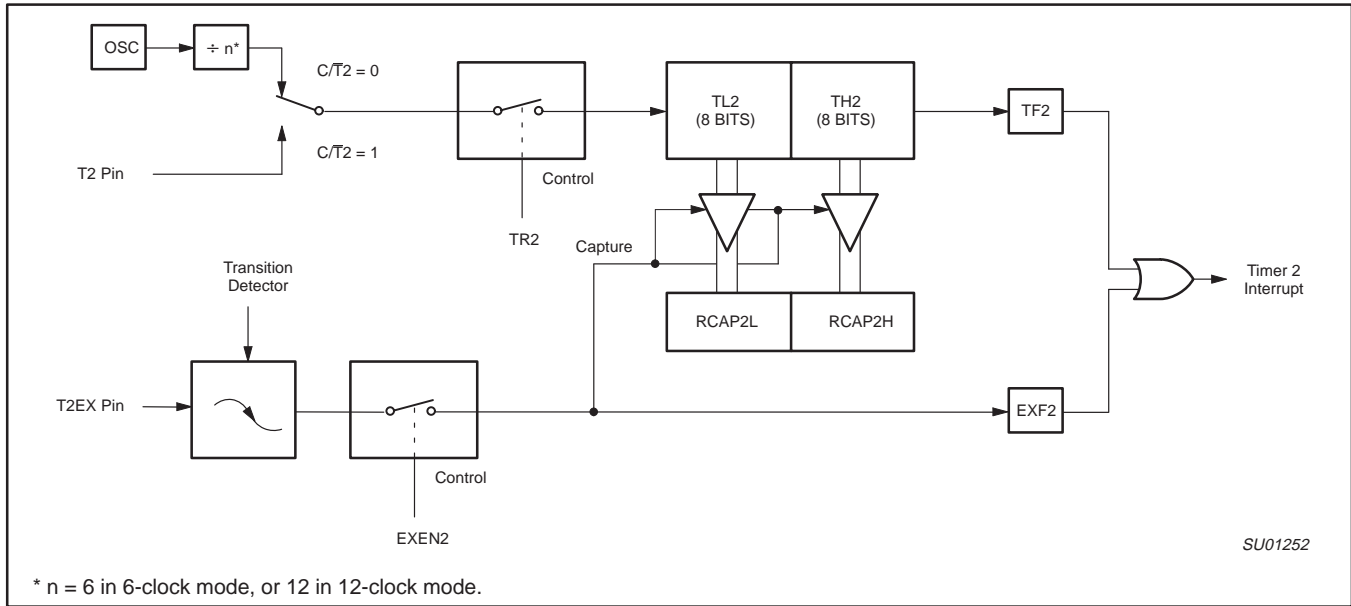 OSC
÷ n*
C/T̅2 = 0
C/T̅2 = 1
T2 Pin
Control
TR2
TL2
(8 BITS)
TH2
(8 BITS)
TF2
Capture
RCAP2L
RCAP2H
Timer 2
Interrupt
Transition
Detector
T2EX Pin
Control
EXEN2
EXF2
SU01252
* n = 6 in 6-clock mode, or 12 in 12-clock mode.